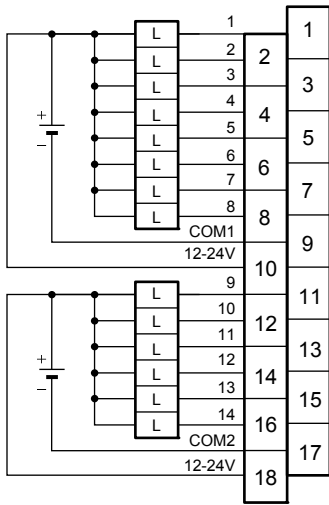 1 L 1
2 L 2
3 L 3
4 L 4
5 L 5
6 L 6
7 L 7
8 L 8
+
−
COM1 9
12-24V 10
9 L 11
10 L 12
11 L 13
12 L 14
13 L 15
14 L 16
+
−
COM2 17
12-24V 18